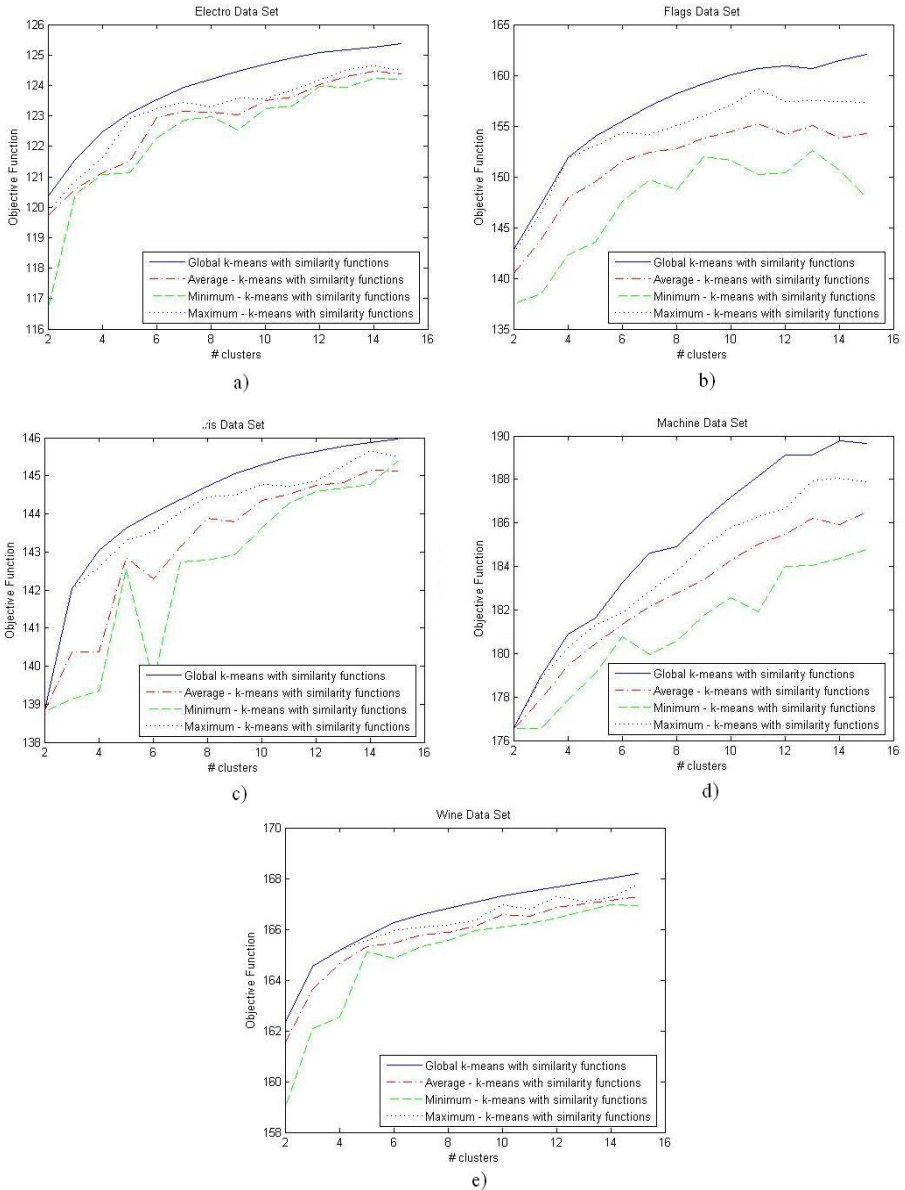 Electro Data Set
126
125
124
123
122
121
120
119
118
117
116
Objective Function
2 4 6 8 10 12 14 16
# clusters
Global k-means with similarity functions
Average - k-means with similarity functions
Minimum - k-means with similarity functions
Maximum - k-means with similarity functions
a)
Flags Data Set
165
160
155
150
145
140
135
Objective Function
2 4 6 8 10 12 14 16
# clusters
Global k-means with similarity functions
Average - k-means with similarity functions
Minimum - k-means with similarity functions
Maximum - k-means with similarity functions
b)
Data Set
146
145
144
143
142
141
140
139
138
Objective Function
2 4 6 8 10 12 14 16
# clusters
Global k-means with similarity functions
Average - k-means with similarity functions
Minimum - k-means with similarity functions
Maximum - k-means with similarity functions
c)
Machine Data Set
190
188
186
184
182
180
178
176
Objective Function
2 4 6 8 10 12 14 16
# clusters
Global k-means with similarity functions
Average - k-means with similarity functions
Minimum - k-means with similarity functions
Maximum - k-means with similarity functions
d)
Wine Data Set
170
168
166
164
162
160
158
Objective Function
2 4 6 8 10 12 14 16
# clusters
Global k-means with similarity functions
Average - k-means with similarity functions
Minimum - k-means with similarity functions
Maximum - k-means with similarity functions
e)